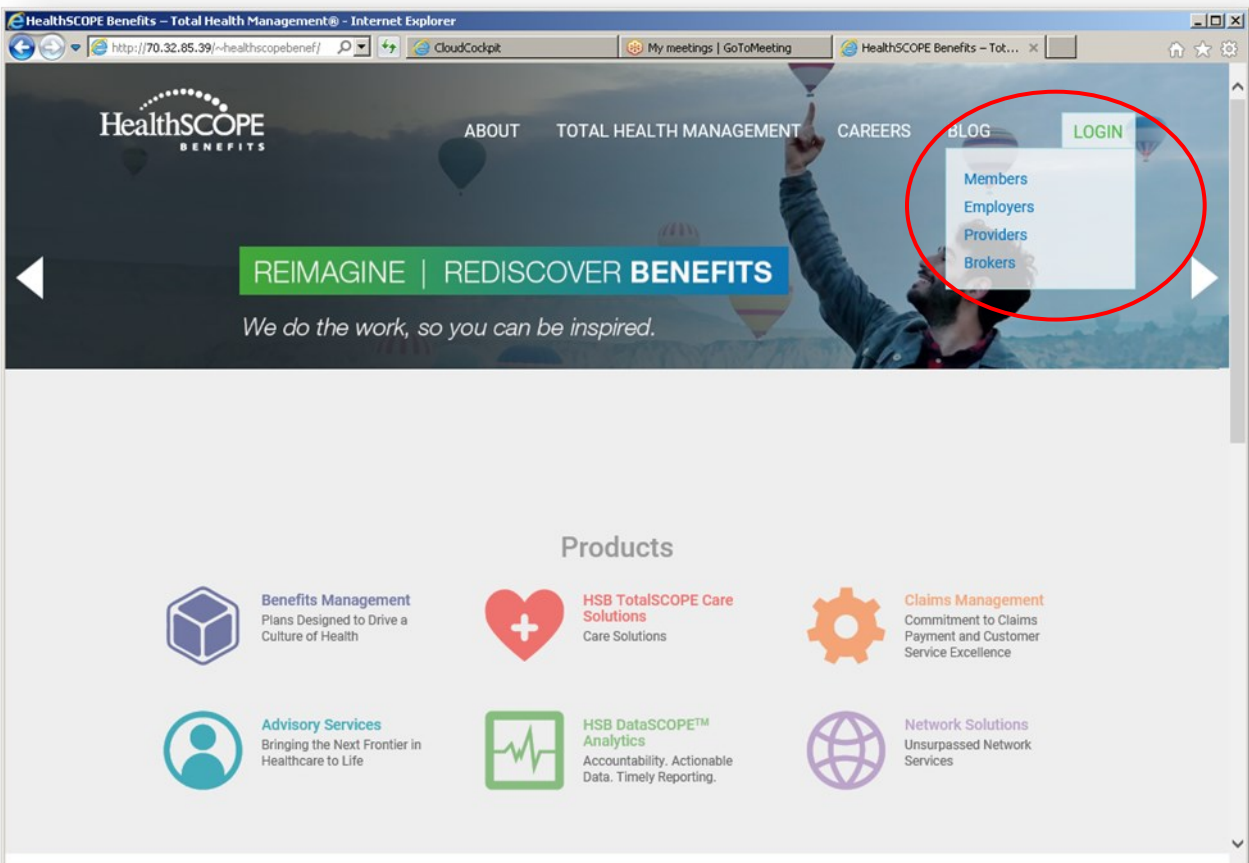 HealthSCOPE Benefits – Total Health Management® - Internet Explorer
http://70.32.85.39/~healthscopebenef/
CloudCockpit
My meetings | GoToMeeting
HealthSCOPE Benefits – Tot...
HealthSCOPE
BENEFITS
ABOUT TOTAL HEALTH MANAGEMENT CAREERS BLOG LOGIN
Members
Employers
Providers
Brokers
REIMAGINE | REDISCOVER BENEFITS
We do the work, so you can be inspired.
Products
Benefits Management
Plans Designed to Drive a
Culture of Health
HSB TotalSCOPE Care
Solutions
Care Solutions
Claims Management
Commitment to Claims
Payment and Customer
Service Excellence
Advisory Services
Bringing the Next Frontier in
Healthcare to Life
HSB DataSCOPE™
Analytics
Accountability. Actionable
Data. Timely Reporting.
Network Solutions
Unsurpassed Network
Services